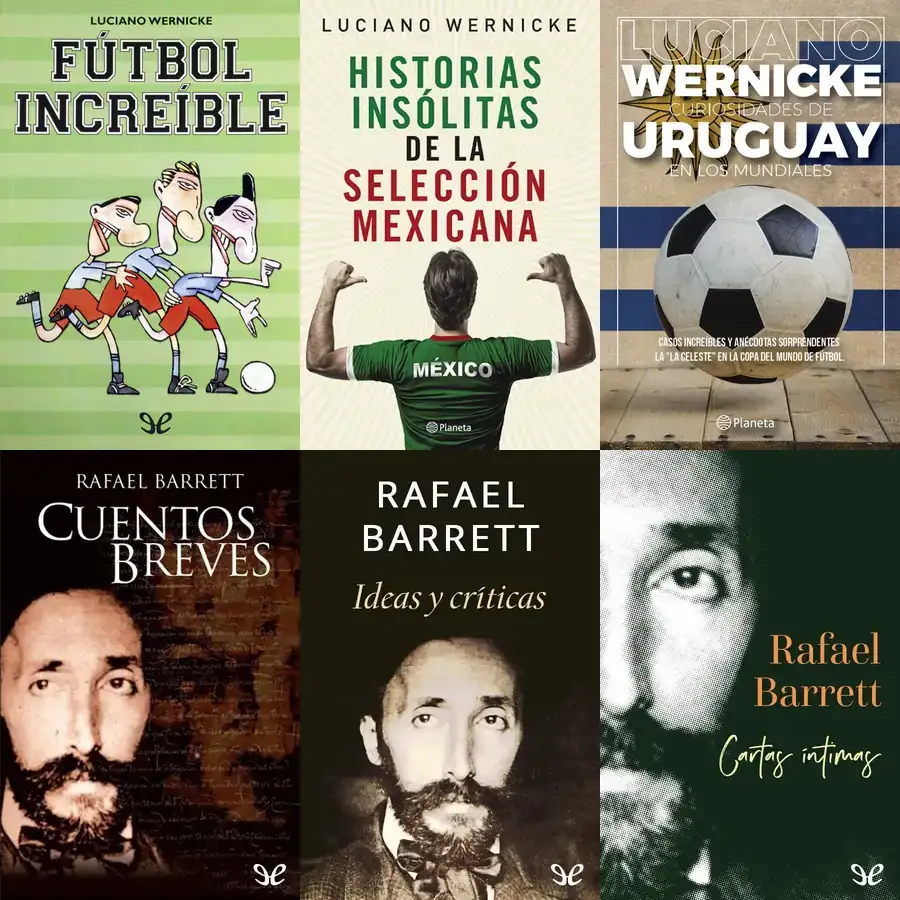 LUCIANO WERNICKE
FÚTBOL
INCREÍBLE
LUCIANO WERNICKE
HISTORIAS
INSÓLITAS
DE LA
SELECCIÓN
MEXICANA
MÉXICO
Planeta
LUCIANO
WERNICKE
CURIOSIDADES DE
URUGUAY
EN LOS MUNDIALES
CASOS INCREÍBLES Y ANÉCDOTAS SORPRENDENTES
LA "LA CELESTE" EN LA COPA DEL MUNDO DE FÚTBOL.
Planeta
RAFAEL BARRETT
CUENTOS
BREVES
RAFAEL
BARRETT
Ideas y críticas
Rafael
Barrett
Cartas íntimas